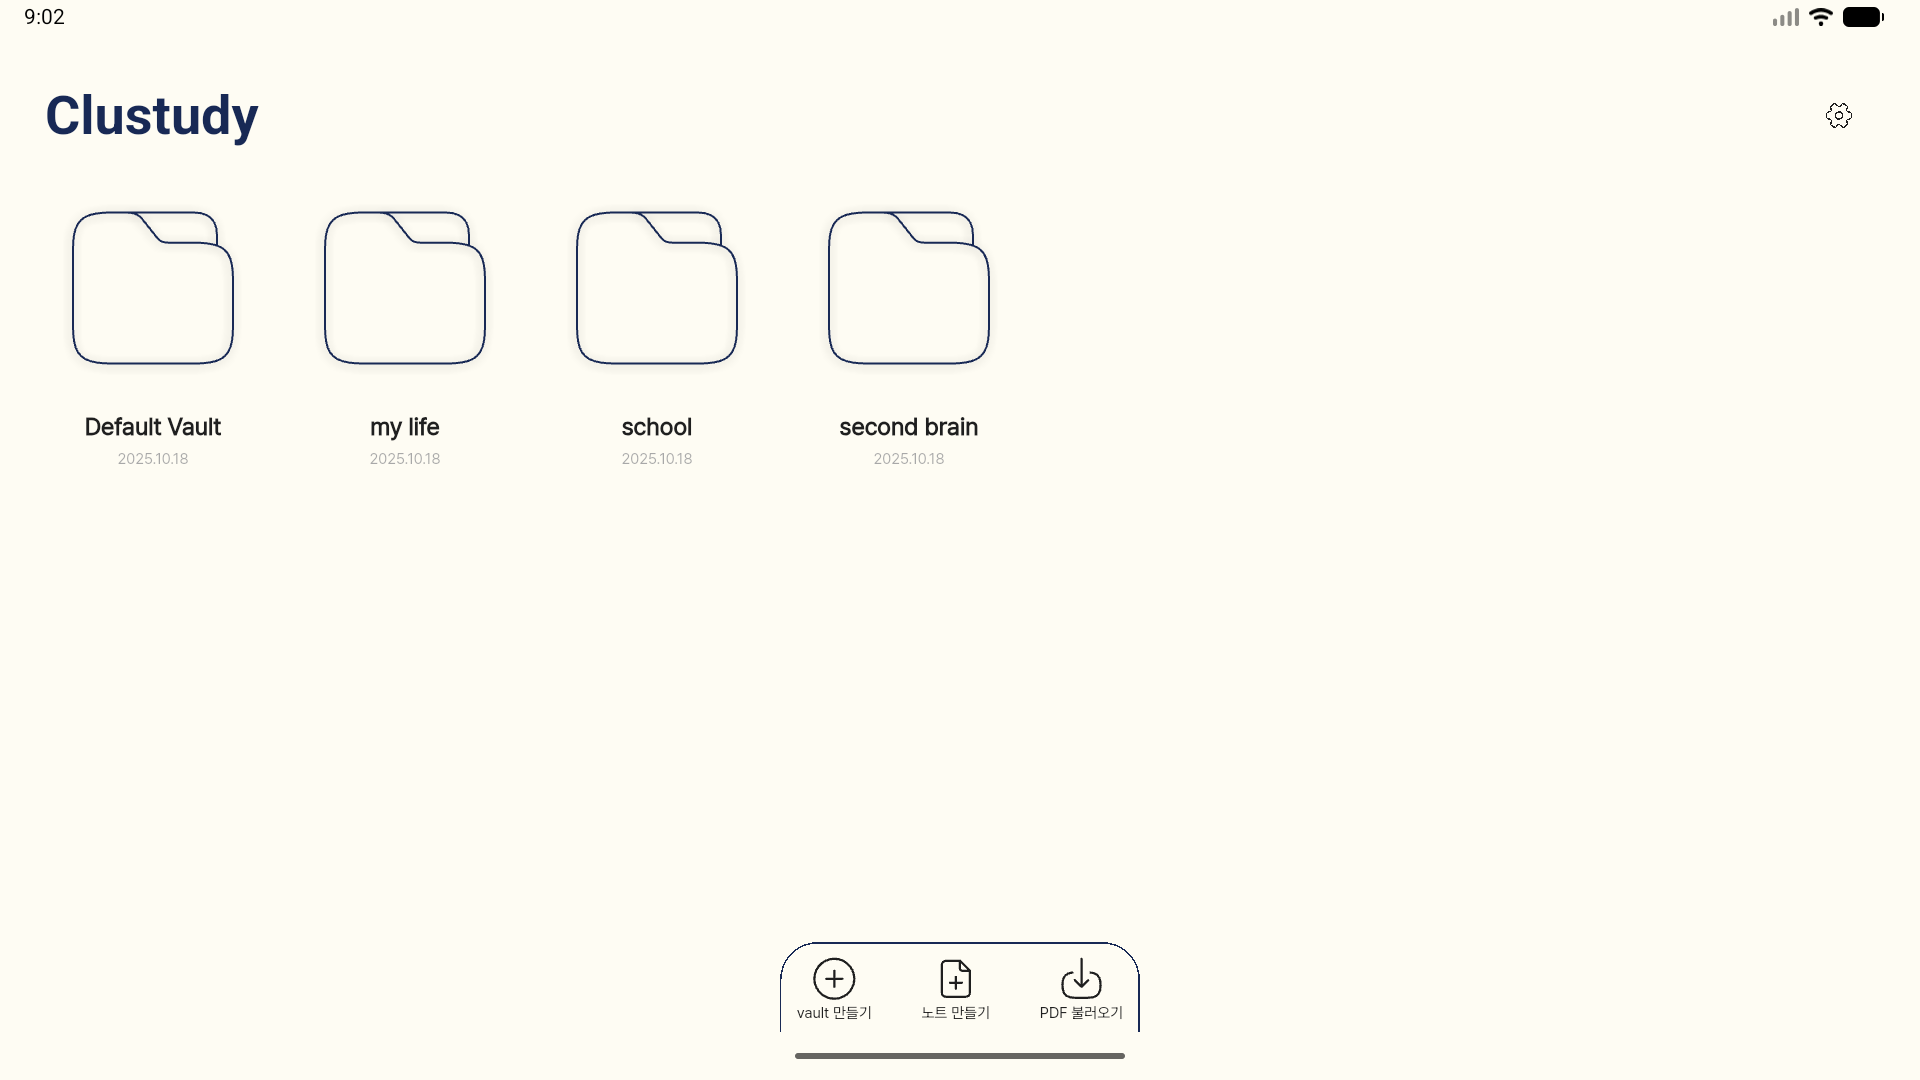 9:02
Clustudy
Default Vault
2025.10.18
my life
2025.10.18
school
2025.10.18
second brain
2025.10.18
vault 만들기
노트 만들기
PDF 불러오기